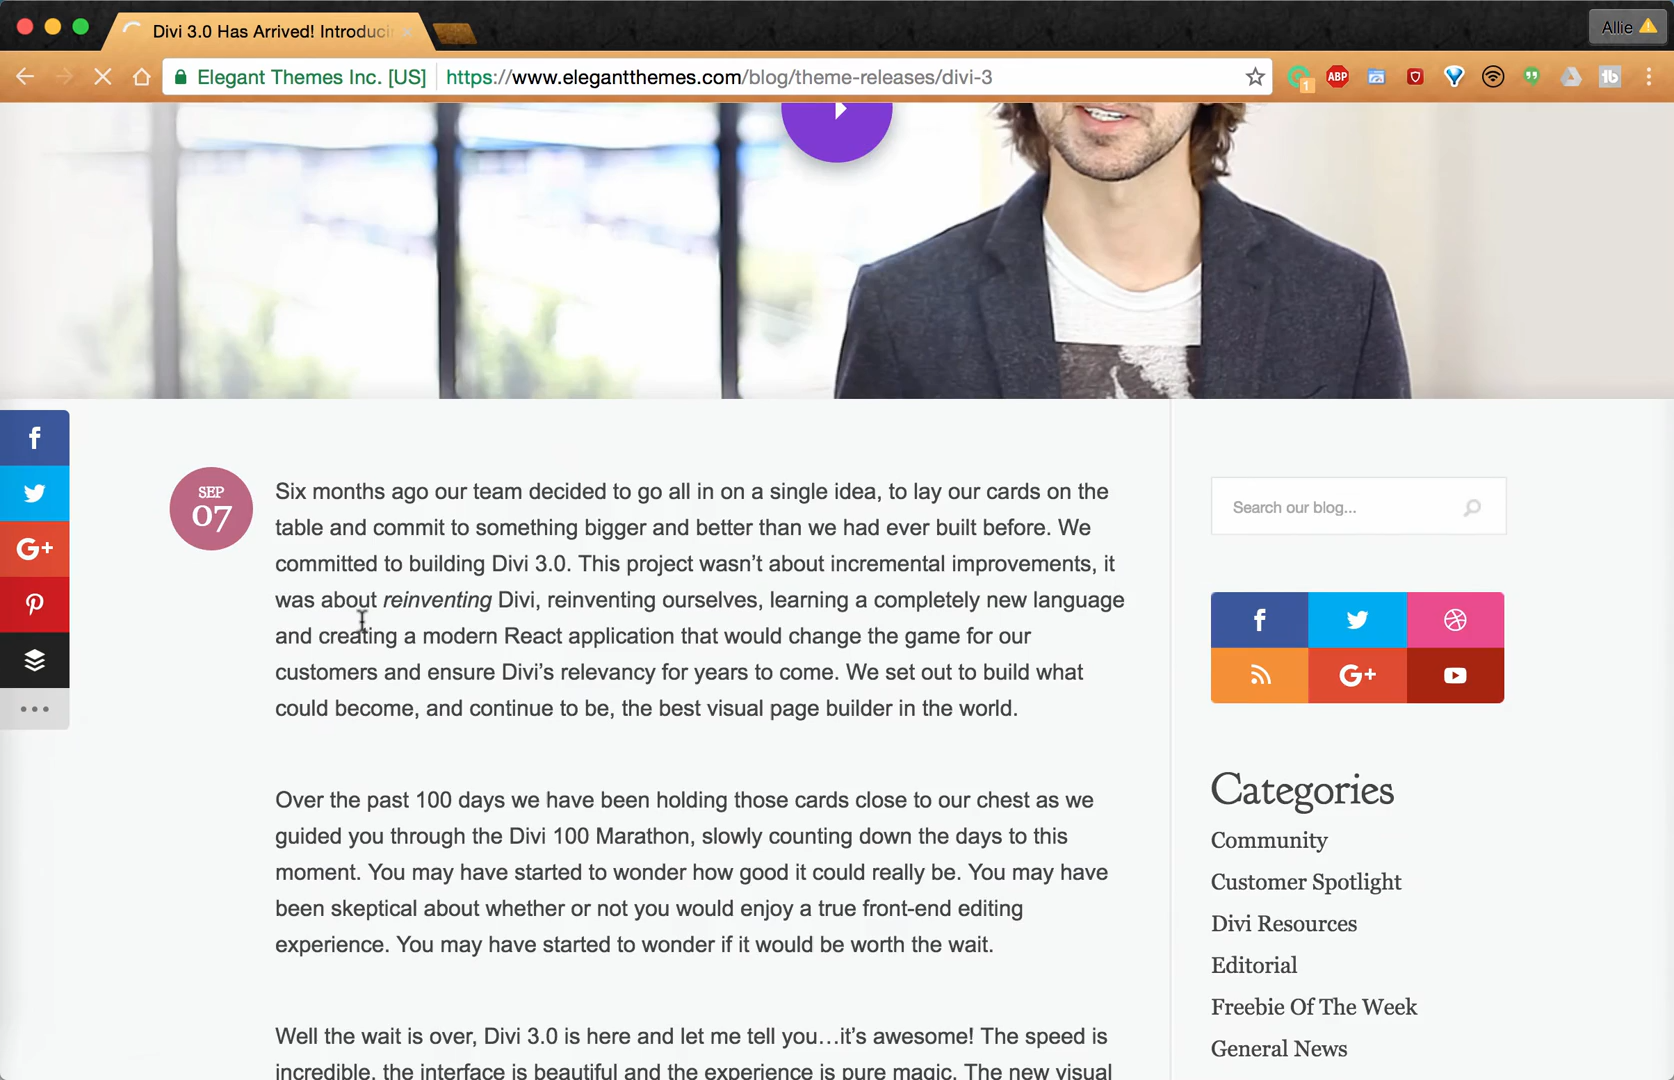 Divi 3.0 Has Arrived! Introduci
Allie
Elegant Themes Inc. [US]
https://www.elegantthemes.com/blog/theme-releases/divi-3
1
ABP
tb
f
G+
SEP
07
Six months ago our team decided to go all in on a single idea, to lay our cards on the
table and commit to something bigger and better than we had ever built before. We
committed to building Divi 3.0. This project wasn’t about incremental improvements, it
was about reinventing Divi, reinventing ourselves, learning a completely new language
and creating a modern React application that would change the game for our
customers and ensure Divi’s relevancy for years to come. We set out to build what
could become, and continue to be, the best visual page builder in the world.
Over the past 100 days we have been holding those cards close to our chest as we
guided you through the Divi 100 Marathon, slowly counting down the days to this
moment. You may have started to wonder how good it could really be. You may have
been skeptical about whether or not you would enjoy a true front-end editing
experience. You may have started to wonder if it would be worth the wait.
Well the wait is over, Divi 3.0 is here and let me tell you…it’s awesome! The speed is
incredible, the interface is beautiful and the experience is pure magic. The new visual
Search our blog...
f
G+
Categories
Community
Customer Spotlight
Divi Resources
Editorial
Freebie Of The Week
General News